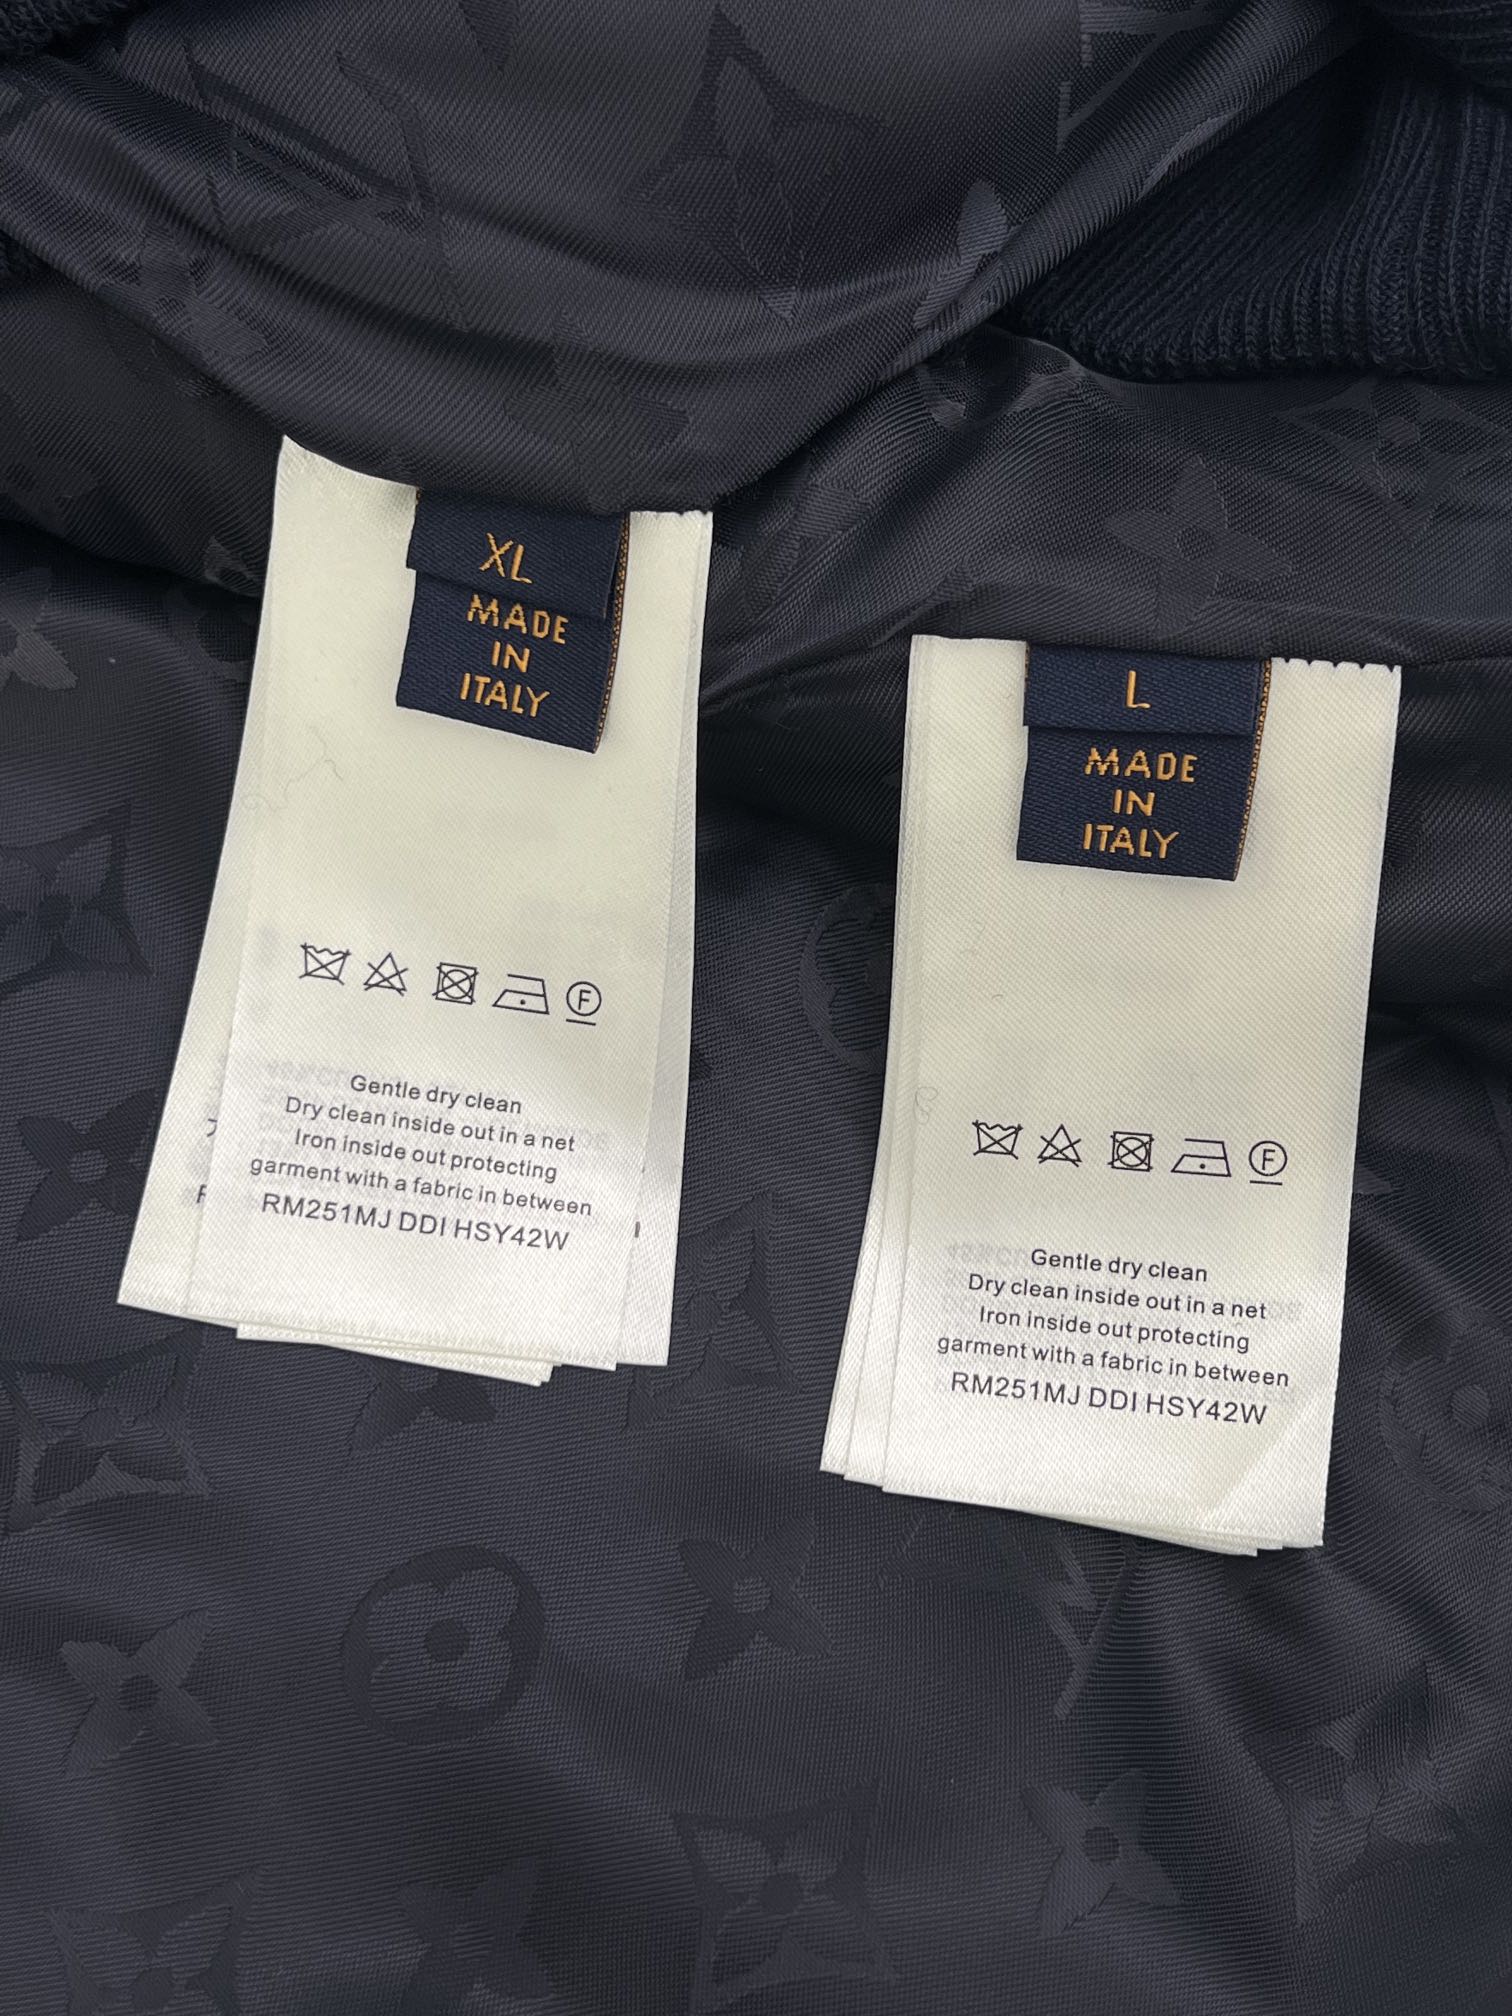 XL
MADE
IN
ITALY
F
Gentle dry clean
Dry clean inside out in a net
Iron inside out protecting
garment with a fabric in between
RM251MJ DDI HSY42W
L
MADE
IN
ITALY
F
Gentle dry clean
Dry clean inside out in a net
Iron inside out protecting
garment with a fabric in between
RM251MJ DDI HSY42W